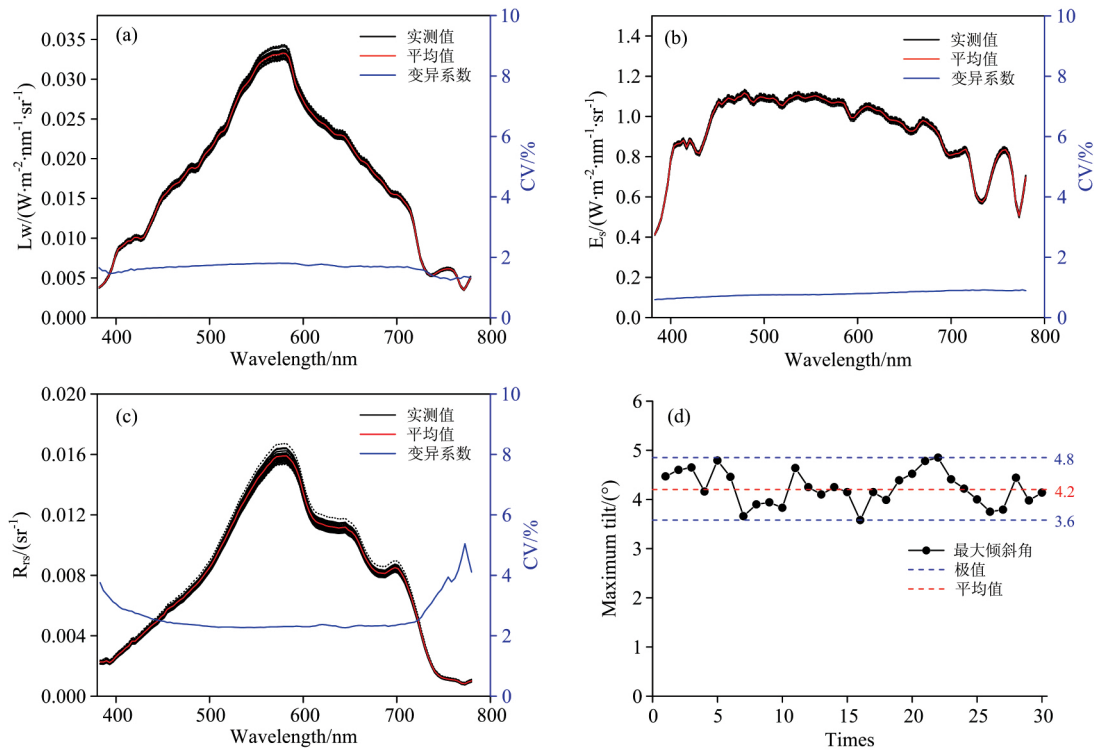 (a)
实测值
平均值
变异系数
Lw/(W·m⁻²·nm⁻¹·sr⁻¹)
0.035
0.030
0.025
0.020
0.015
0.010
0.005
0.000
10
8
6
4
2
0
CV/%
400 500 600 700 800
Wavelength/nm
(b)
实测值
平均值
变异系数
Eₛ/(W·m⁻²·nm⁻¹·sr⁻¹)
1.4
1.2
1.0
0.8
0.6
0.4
0.2
0.0
10
8
6
4
2
0
CV/%
400 500 600 700 800
Wavelength/nm
(c)
实测值
平均值
变异系数
Rᵣₛ/(sr⁻¹)
0.020
0.016
0.012
0.008
0.004
0.000
10
8
6
4
2
0
CV/%
400 500 600 700 800
Wavelength/nm
(d)
Maximum tilt/(°)
6
5
4
3
2
1
0
4.8
4.2
3.6
最大倾斜角
极值
平均值
0 5 10 15 20 25 30
Times